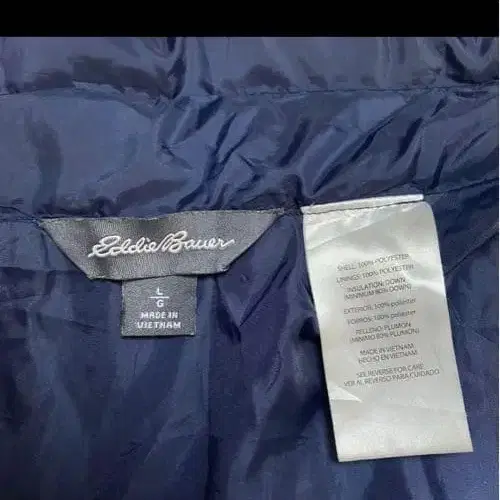 Eddie Bauer
L
G
MADE IN
VIETNAM
SHELL: 100% POLYESTER
LININGS: 100% POLYESTER
INSULATION: DOWN
(MINIMUM 80% DOWN)
EXTERIOR: 100% poliéster
FORROS: 100% poliéster
RELLENO: PLUMÓN
(MÍNIMO 80% PLUMÓN)
MADE IN VIETNAM
HECHO EN VIETNAM
SEE REVERSE FOR CARE
VER AL REVERSO PARA CUIDADO